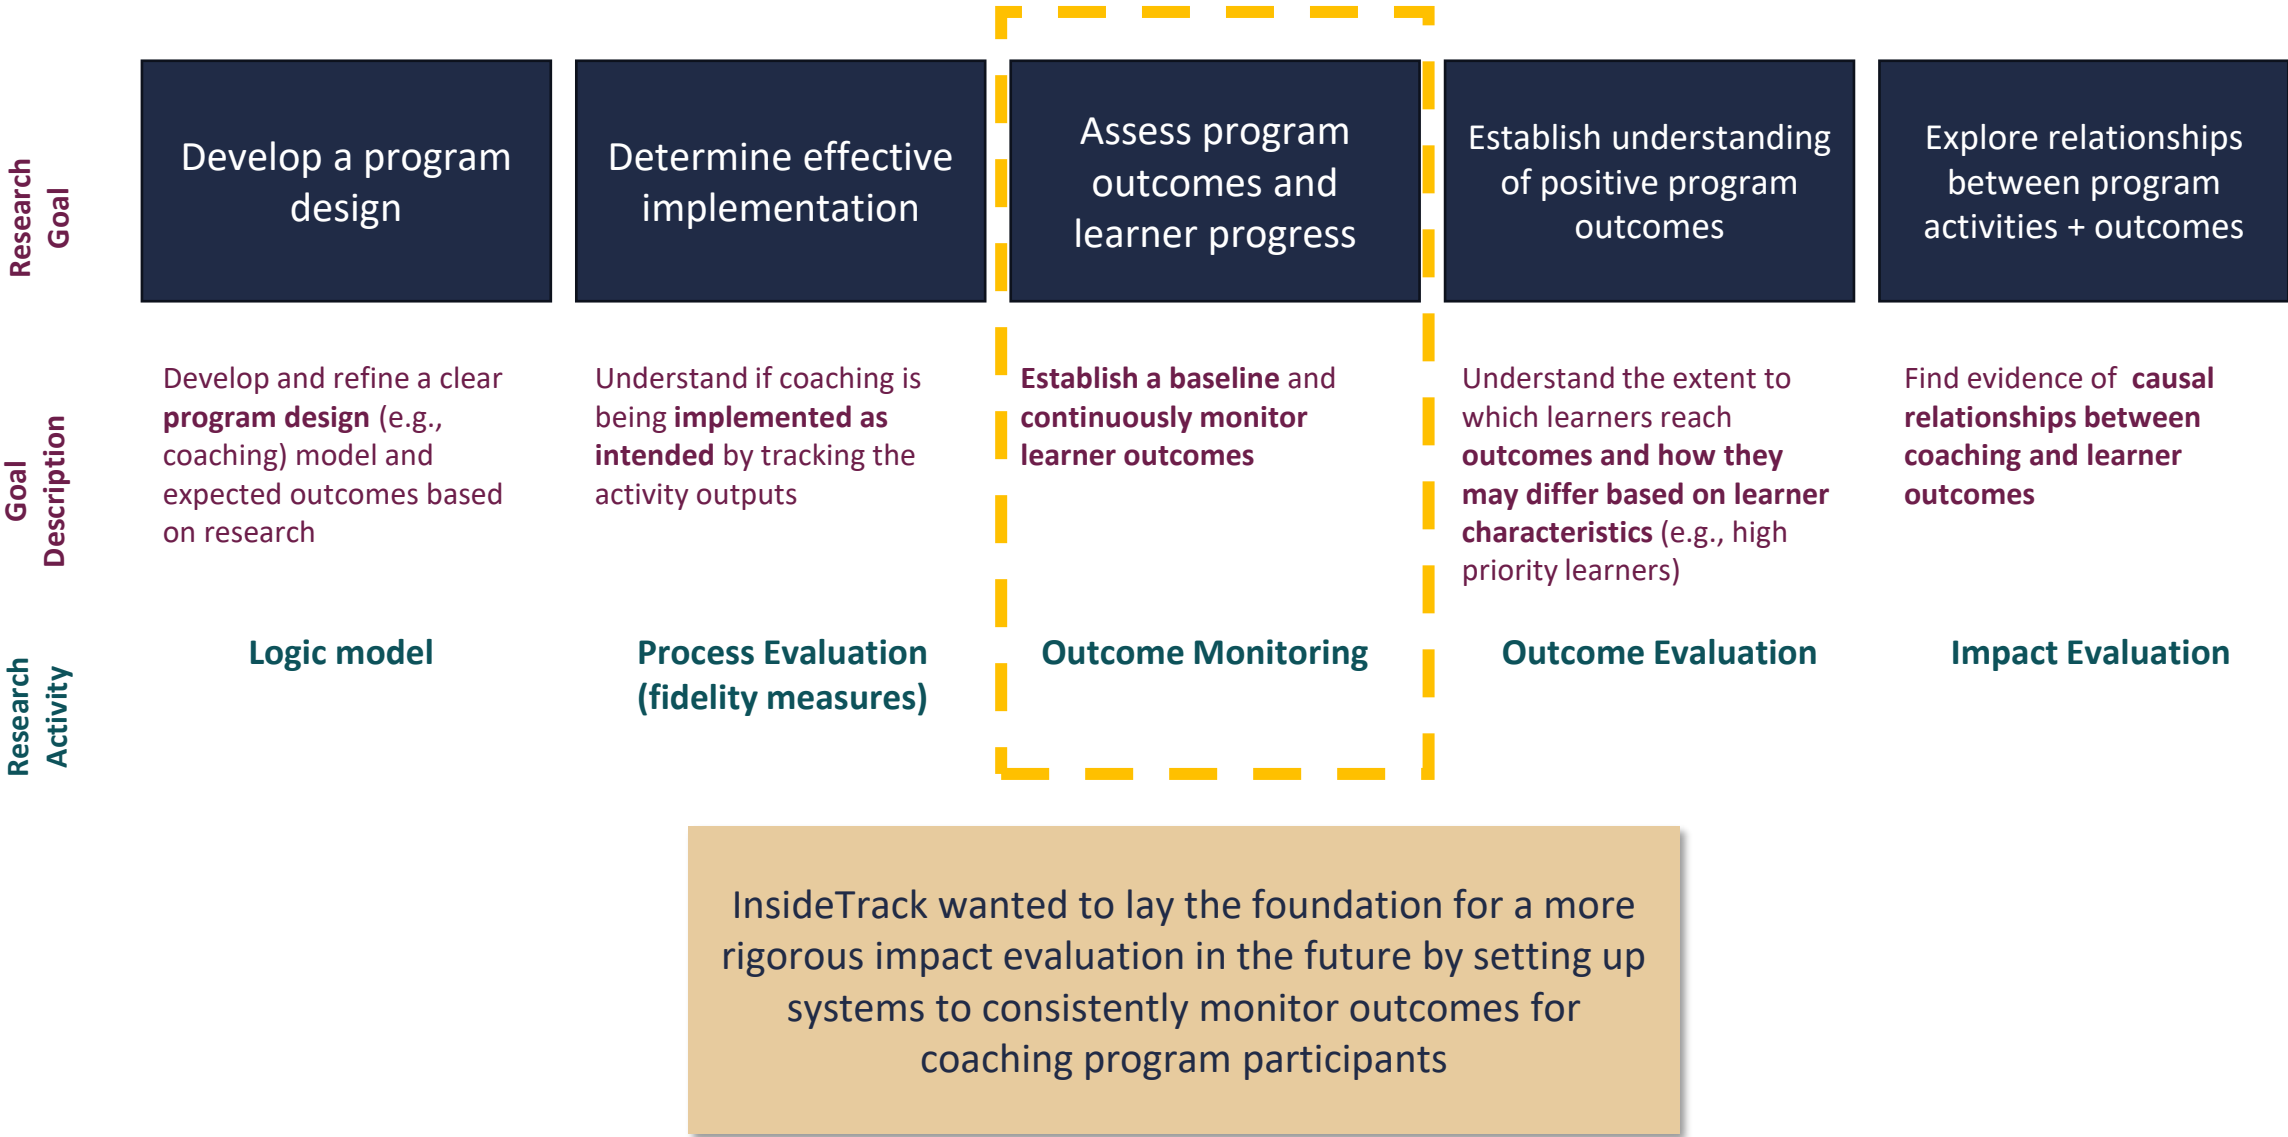 Research
Goal
Develop a program
design
Determine effective
implementation
Assess program
outcomes and
learner progress
Establish understanding
of positive program
outcomes
Explore relationships
between program
activities + outcomes
Goal
Description
Develop and refine a clear
program design (e.g.,
coaching) model and
expected outcomes based
on research
Understand if coaching is
being implemented as
intended by tracking the
activity outputs
Establish a baseline and
continuously monitor
learner outcomes
Understand the extent to
which learners reach
outcomes and how they
may differ based on learner
characteristics (e.g., high
priority learners)
Find evidence of causal
relationships between
coaching and learner
outcomes
Research
Activity
Logic model
Process Evaluation
(fidelity measures)
Outcome Monitoring
Outcome Evaluation
Impact Evaluation
InsideTrack wanted to lay the foundation for a more
rigorous impact evaluation in the future by setting up
systems to consistently monitor outcomes for
coaching program participants